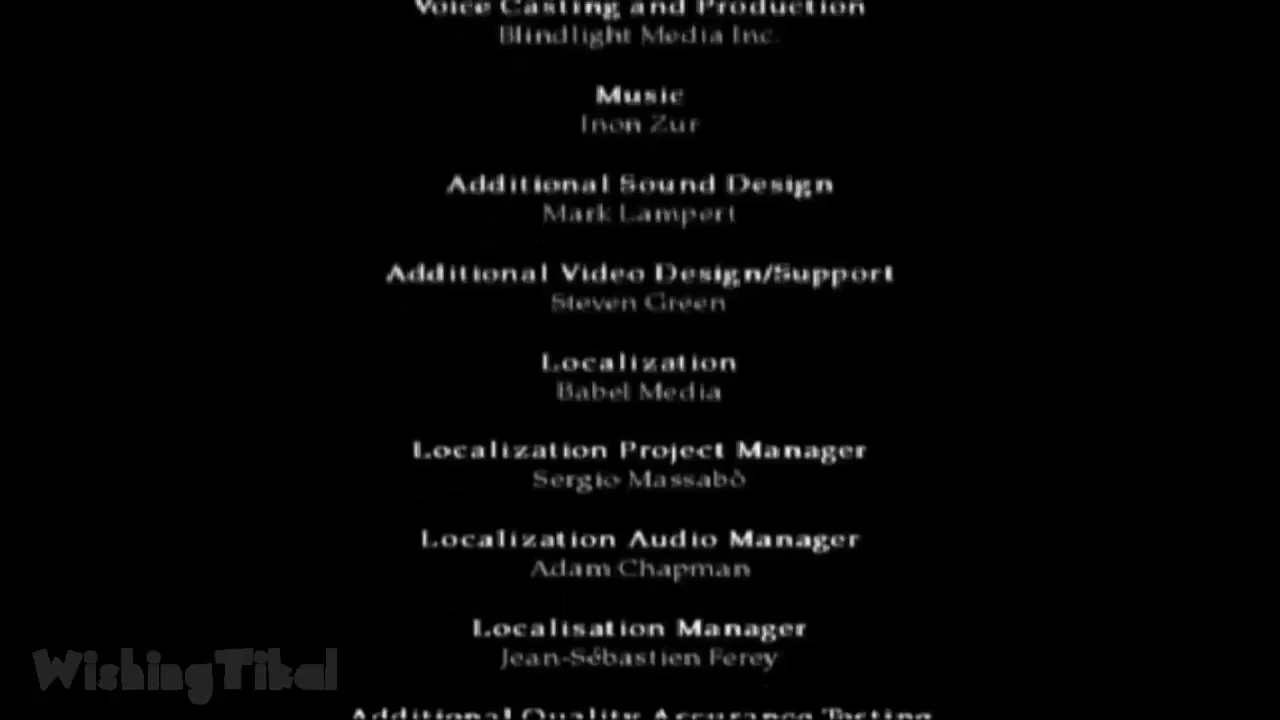 Voice Casting and Production
Blindlight Media Inc.
Music
Inon Zur
Additional Sound Design
Mark Lampert
Additional Video Design/Support
Steven Green
Localization
Babel Media
Localization Project Manager
Sergio Massabò
Localization Audio Manager
Adam Chapman
Localisation Manager
Jean-Sébastien Ferey
WishingTikal
Additional Quality Assurance Testing